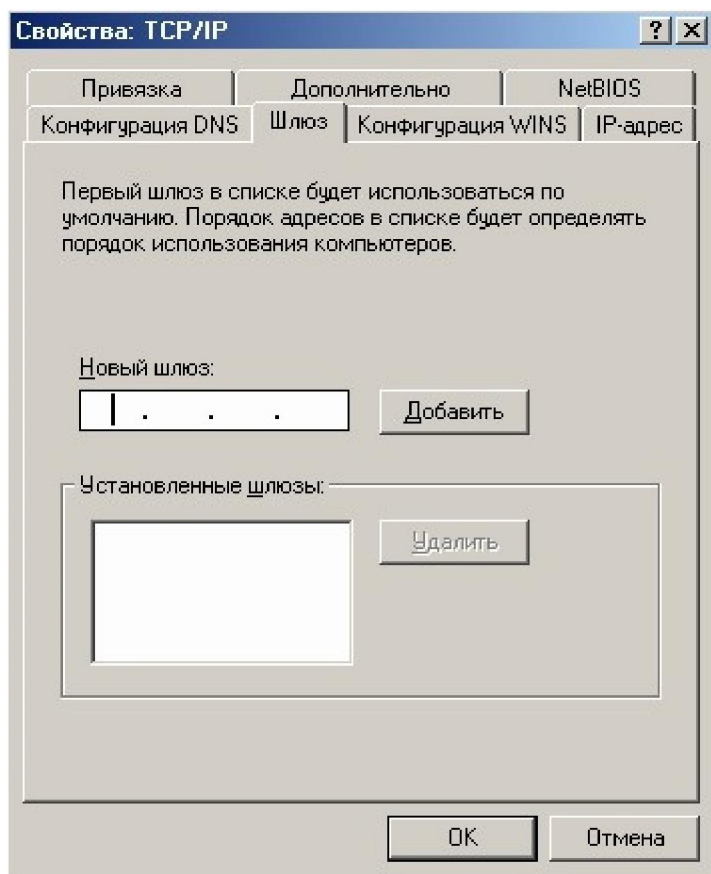 Свойства: TCP/IP
Привязка
Дополнительно
NetBIOS
Конфигурация DNS
Шлюз
Конфигурация WINS
IP-адрес
Первый шлюз в списке будет использоваться по
умолчанию. Порядок адресов в списке будет определять
порядок использования компьютеров.
Новый шлюз:
. . .
Добавить
Установленные шлюзы:
Удалить
OK
Отмена